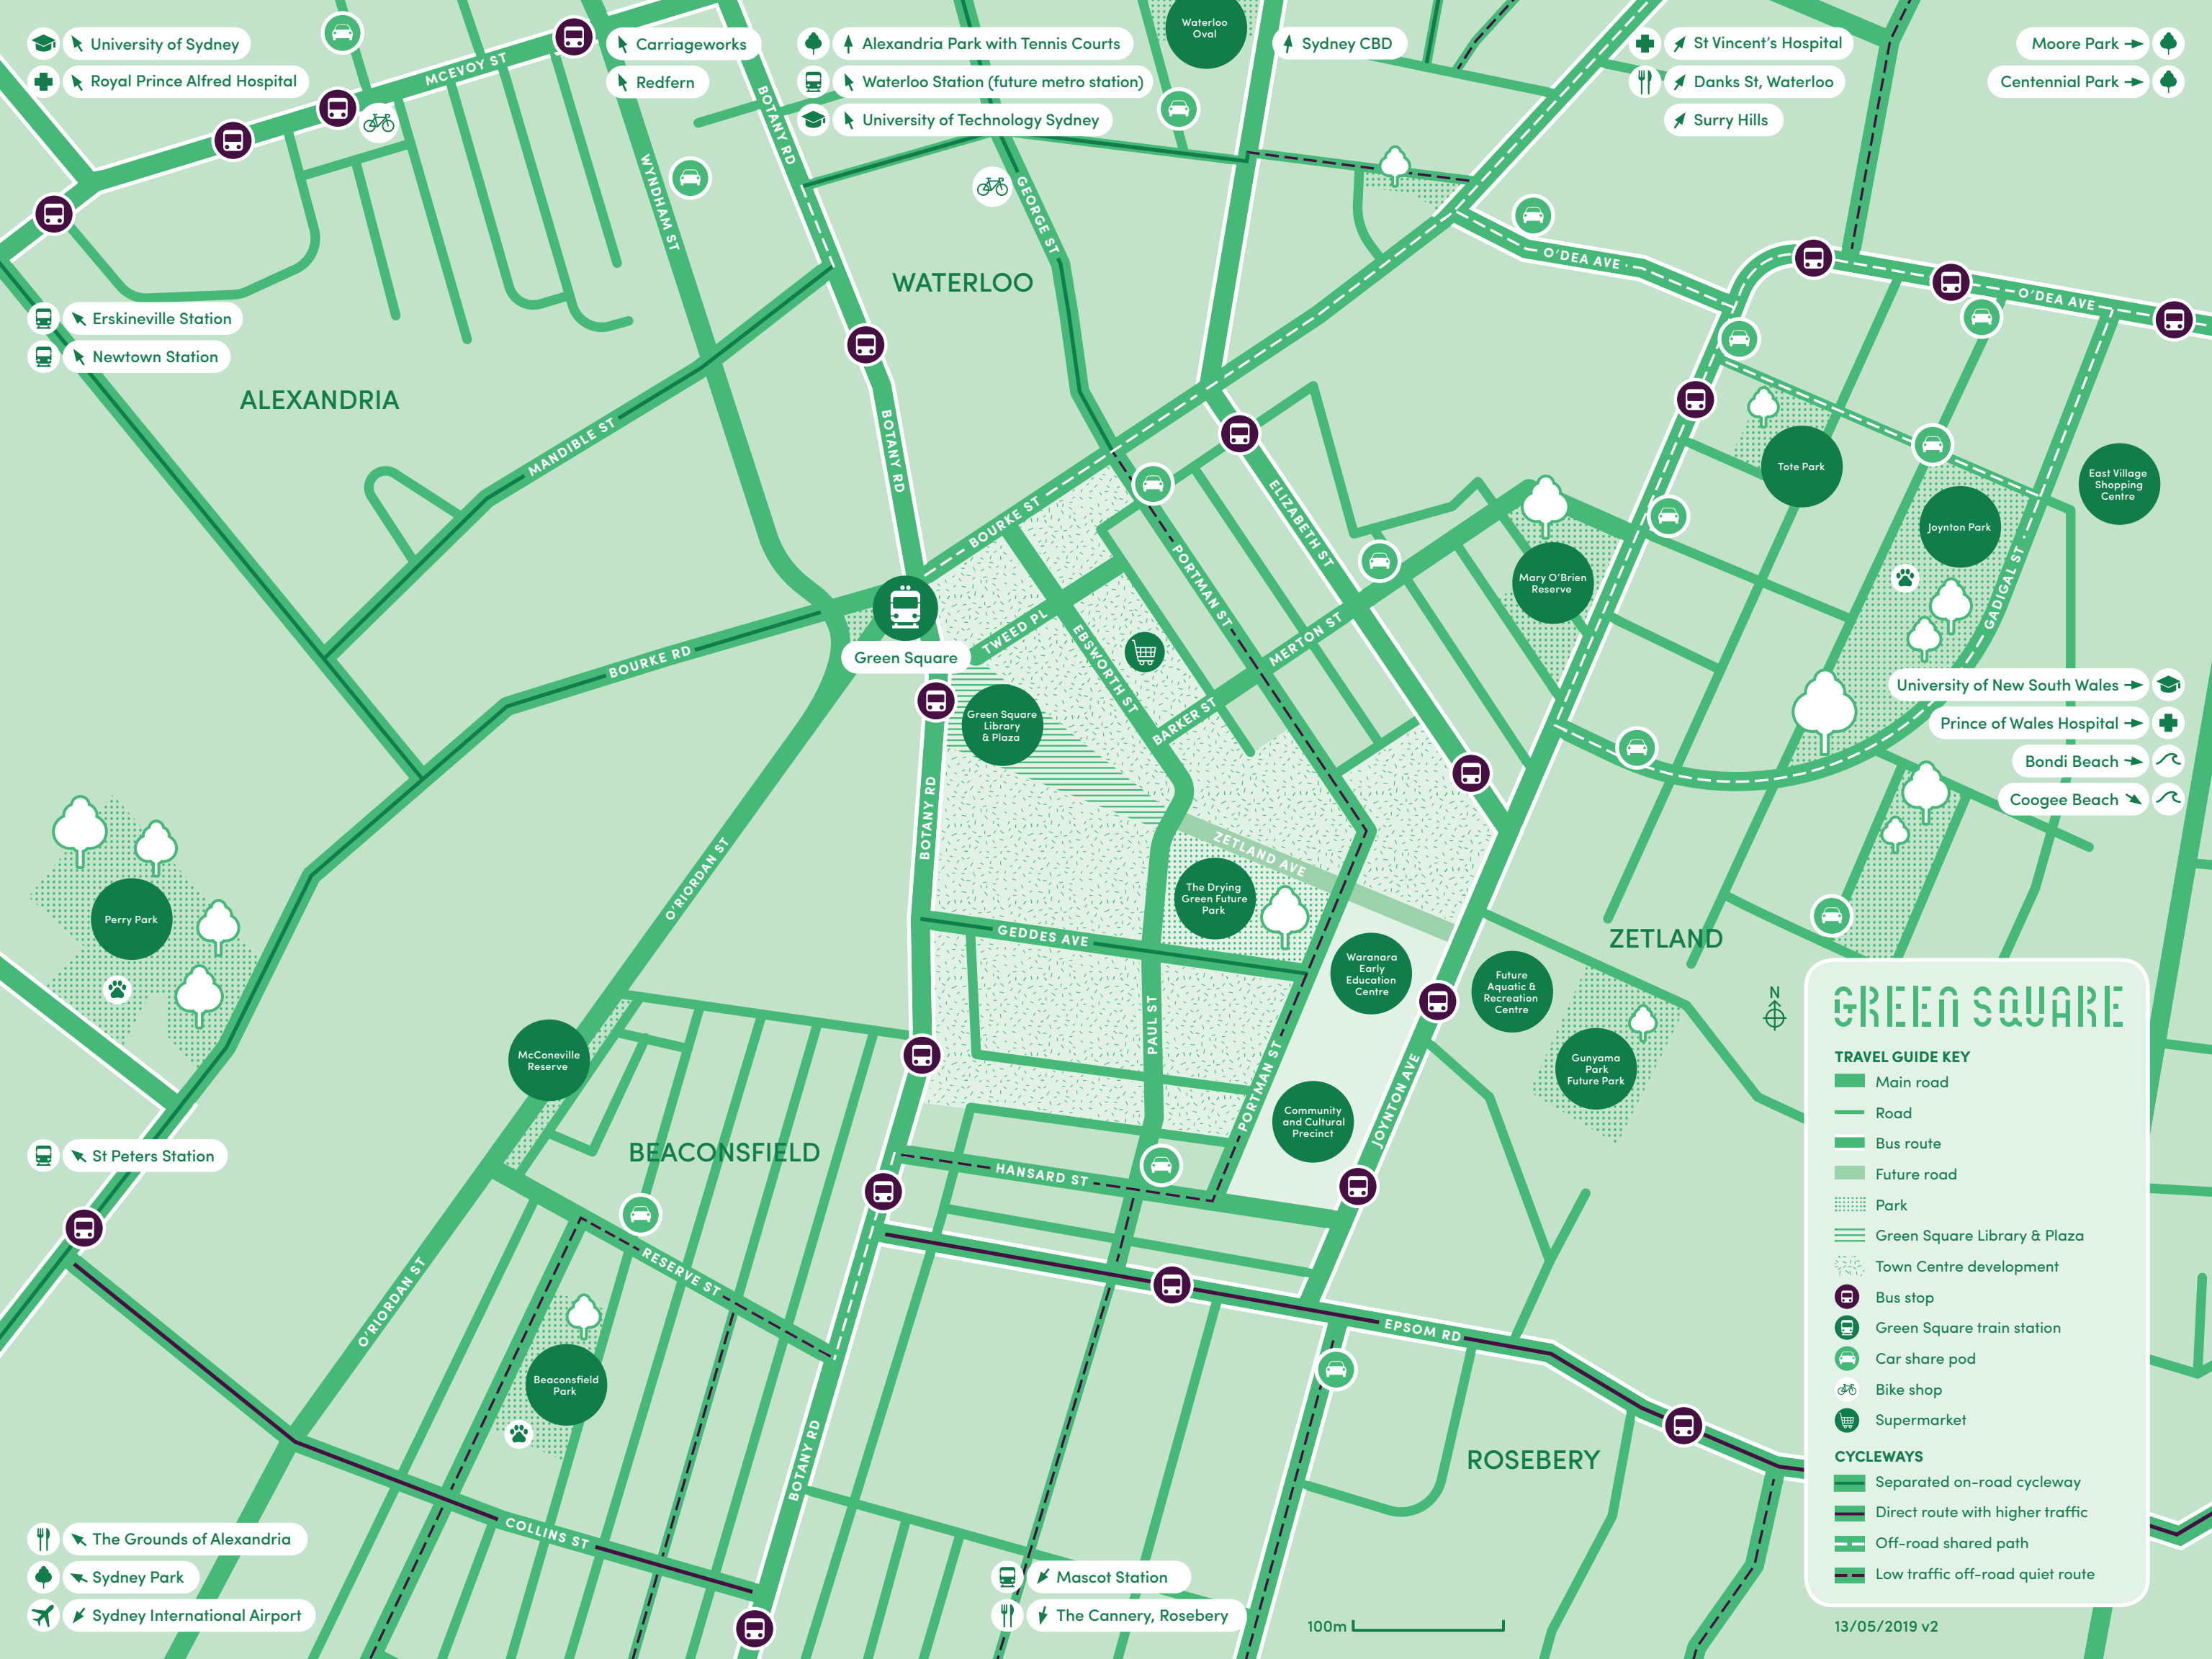 University of Sydney
Royal Prince Alfred Hospital
MCEVOY ST
Carriageworks
Redfern
Alexandria Park with Tennis Courts
Waterloo Station (future metro station)
University of Technology Sydney
Waterloo
Oval
Sydney CBD
St Vincent's Hospital
Danks St, Waterloo
Surry Hills
Moore Park
Centennial Park
BOTANY RD
WYNDHAM ST
GEORGE ST
WATERLOO
O'DEA AVE
O'DEA AVE
Erskineville Station
Newtown Station
ALEXANDRIA
MANDIBLE ST
BOTANY RD
BOURKE ST
ELIZABETH ST
PORTMAN ST
Tote Park
East Village
Shopping
Centre
Joynton Park
Mary O'Brien
Reserve
GADIGAL ST
TWEED PL
EBSWORTH ST
MERTON ST
BARKER ST
BOURKE RD
Green Square
Green Square
Library
& Plaza
University of New South Wales
Prince of Wales Hospital
Bondi Beach
Coogee Beach
BOTANY RD
O'RIORDAN ST
ZETLAND AVE
The Drying
Green Future
Park
Perry Park
GEDDES AVE
ZETLAND
Waranara
Early
Education
Centre
Future
Aquatic &
Recreation
Centre
PAUL ST
McConeville
Reserve
Gunyama
Park
Future Park
PORTMAN ST
JOYNTON AVE
Community
and Cultural
Precinct
St Peters Station
BEACONSFIELD
HANSARD ST
RESERVE ST
O'RIORDAN ST
EPSOM RD
Beaconsfield
Park
BOTANY RD
ROSEBERY
COLLINS ST
The Grounds of Alexandria
Sydney Park
Sydney International Airport
Mascot Station
The Cannery, Rosebery
100m
N
GREEN SQUARE
TRAVEL GUIDE KEY
Main road
Road
Bus route
Future road
Park
Green Square Library & Plaza
Town Centre development
Bus stop
Green Square train station
Car share pod
Bike shop
Supermarket
CYCLEWAYS
Separated on-road cycleway
Direct route with higher traffic
Off-road shared path
Low traffic off-road quiet route
13/05/2019 v2